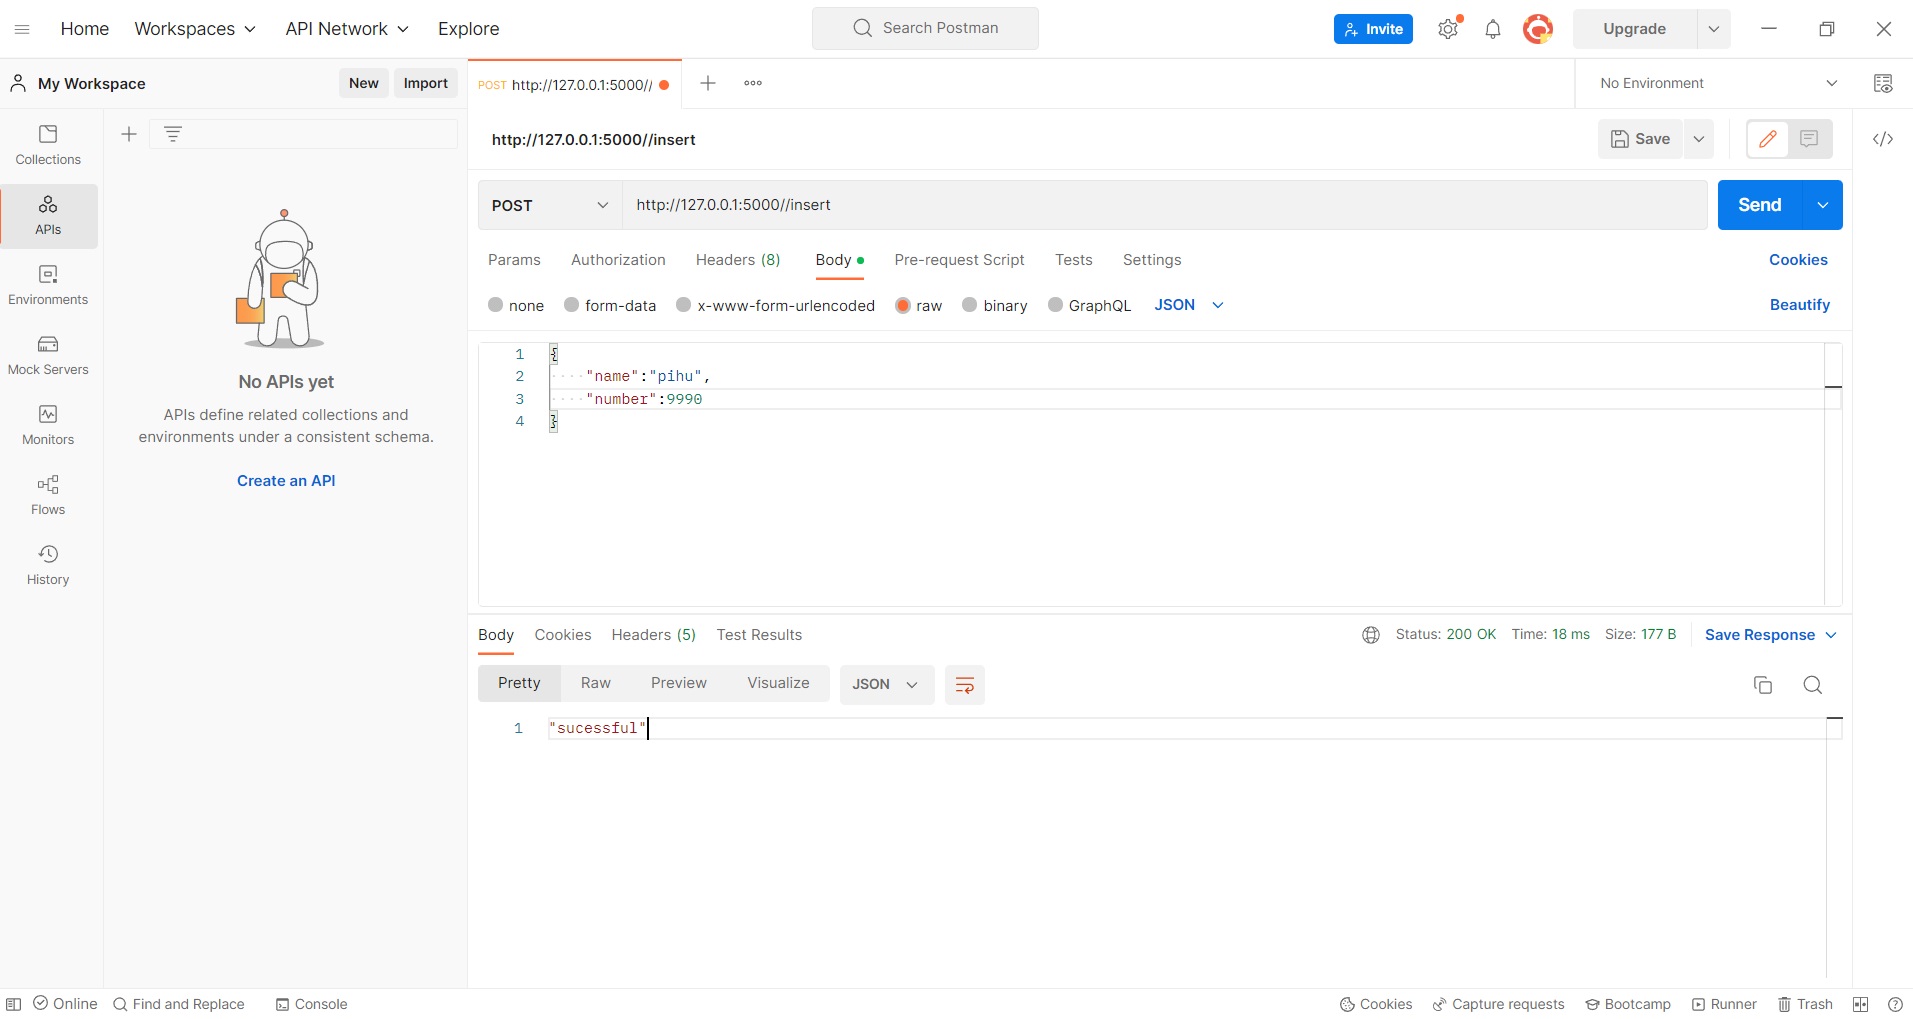 Home Workspaces API Network Explore Search Postman Invite Upgrade
My Workspace New Import POST http://127.0.0.1:5000// No Environment
http://127.0.0.1:5000//insert Save
POST http://127.0.0.1:5000//insert Send
Params Authorization Headers (8) Body Pre-request Script Tests Settings Cookies
none form-data x-www-form-urlencoded raw binary GraphQL JSON Beautify
1 {
2 "name":"pihu",
3 "number":9990
4 }
Collections
APIs
Environments
Mock Servers
Monitors
Flows
History
No APIs yet
APIs define related collections and
environments under a consistent schema.
Create an API
Body Cookies Headers (5) Test Results Status: 200 OK Time: 18 ms Size: 177 B Save Response
Pretty Raw Preview Visualize JSON
1 "sucessful"
Online Find and Replace Console Cookies Capture requests Bootcamp Runner Trash